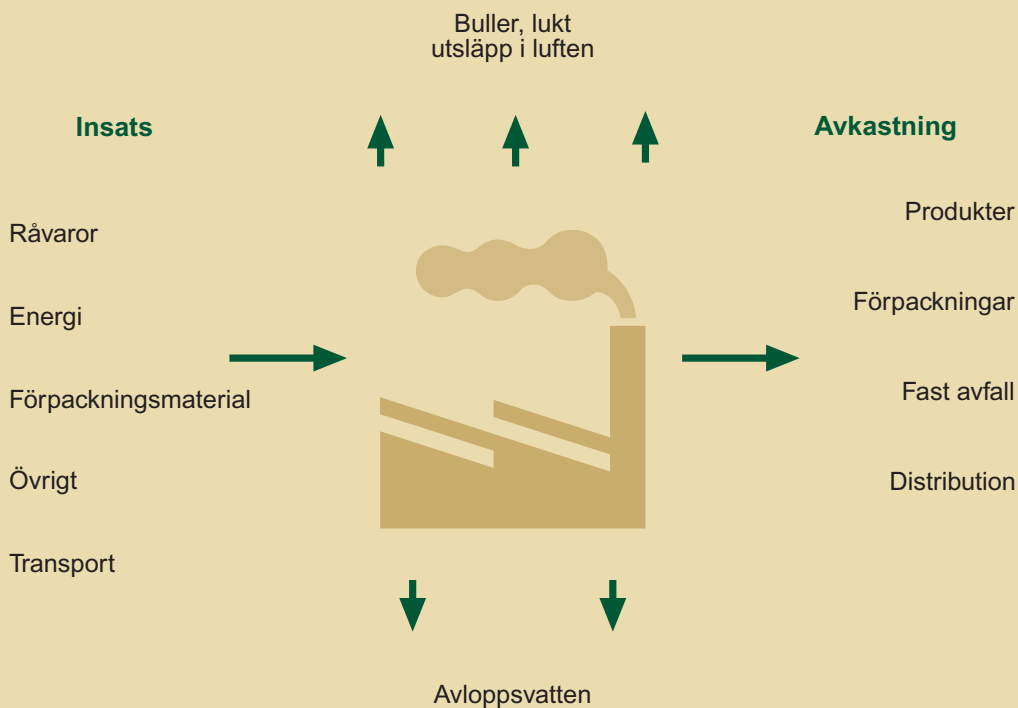 Buller, lukt
utsläpp i luften
Insats
Avkastning
Råvaror
Energi
Förpackningsmaterial
Övrigt
Transport
Produkter
Förpackningar
Fast avfall
Distribution
Avloppsvatten